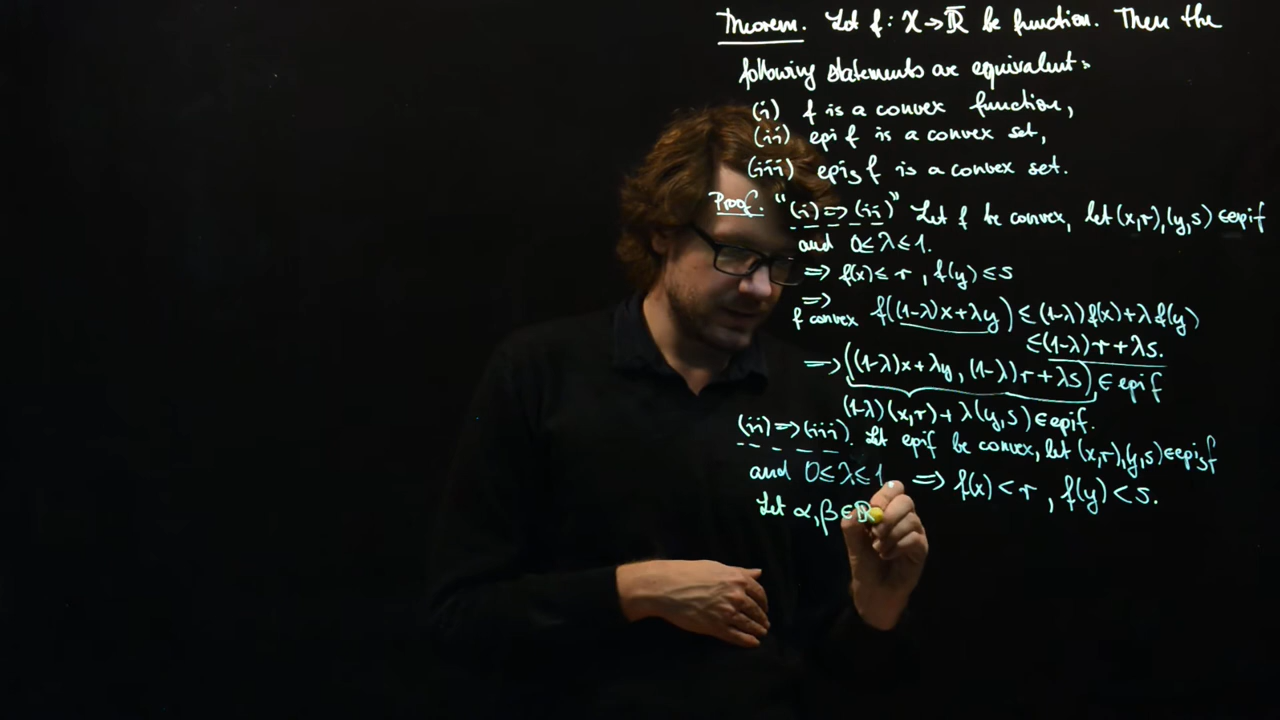 Theorem. Let f: X → R̅ be function. Then the
following statements are equivalent:
(i) f is a convex function,
(ii) epi f is a convex set,
(iii) epi_s f is a convex set.
Proof. "(i) => (ii)" Let f be convex, let (x,r),(y,s) ∈ epi f
and 0 ≤ λ ≤ 1.
=> f(x) ≤ r , f(y) ≤ s
=> f convex f((1-λ)x+λy) ≤ (1-λ)f(x)+λf(y)
≤ (1-λ)r+λs.
=> ((1-λ)x+λy, (1-λ)r+λs) ∈ epi f
(1-λ)(x,r)+λ(y,s) ∈ epi f.
(ii) => (iii). Let epi f be convex, let (x,r),(y,s) ∈ epi_s f
and 0 ≤ λ ≤ 1 => f(x) < r , f(y) < s.
Let α,β ∈ R